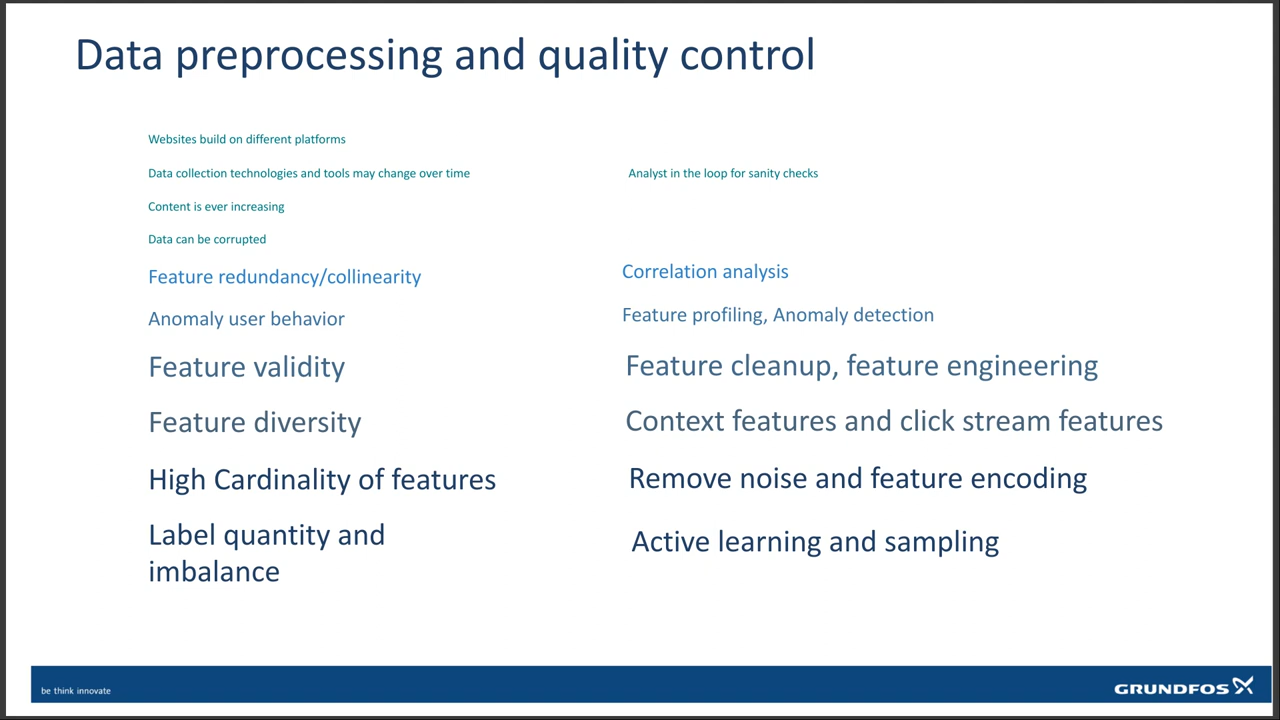 Data preprocessing and quality control
Websites build on different platforms
Data collection technologies and tools may change over time
Analyst in the loop for sanity checks
Content is ever increasing
Data can be corrupted
Feature redundancy/collinearity
Correlation analysis
Anomaly user behavior
Feature profiling, Anomaly detection
Feature validity
Feature cleanup, feature engineering
Feature diversity
Context features and click stream features
High Cardinality of features
Remove noise and feature encoding
Label quantity and
imbalance
Active learning and sampling
be think innovate
GRUNDFOS